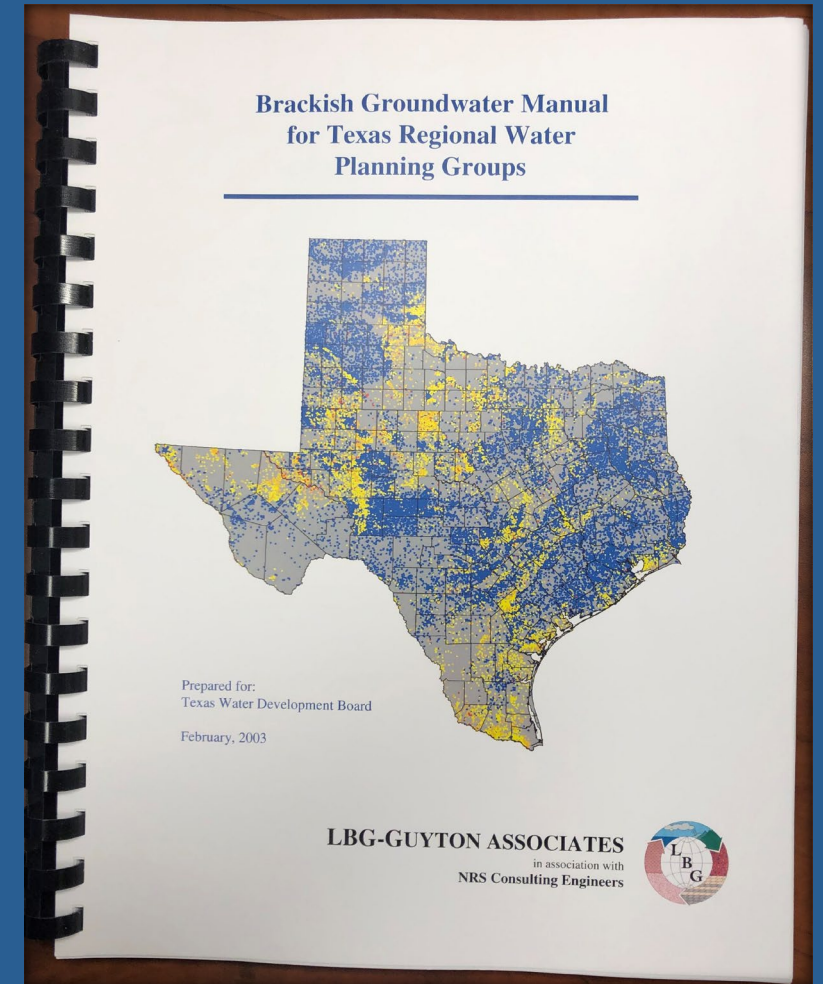 Brackish Groundwater Manual
for Texas Regional Water
Planning Groups
Prepared for:
Texas Water Development Board
February, 2003
LBG-GUYTON ASSOCIATES
in association with
NRS Consulting Engineers
L
B
G